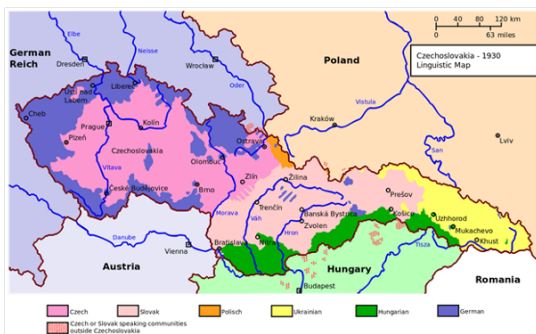 0 40 80 120 km
0 63 miles
Czechoslovakia - 1930
Linguistic Map
German
Reich
Elbe
Neisse
Dresden
Wrocław
Poland
Oder
Liberec
Ústí nad
Labem
Cheb
Prague
Kolín
Kraków
Vistula
Lviv
San
Plzeň
Czechoslovakia
Ostrava
Olomouc
Vltava
Zlín
Žilina
České Budějovice
Brno
Prešov
Trenčín
Morava
Váh
Banská Bystrica
Košice
Uzhhorod
Zvolen
Hron
Mukachevo
Danube
Vienna
Bratislava
Nitra
Tisza
Khust
Austria
Hungary
Romania
Budapest
Czech
Slovak
Polisch
Ukrainian
Hungarian
German
Czech or Slovak speaking communities
outside Czechoslovakia